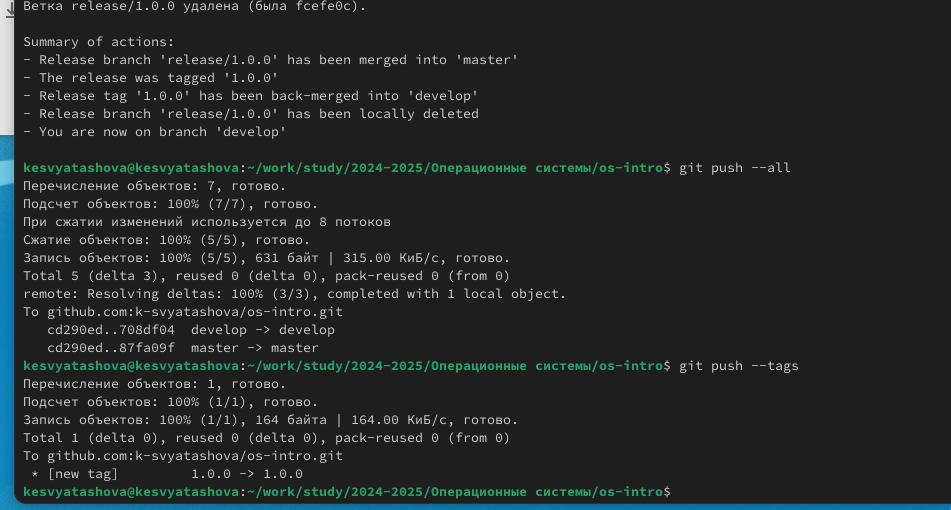 Ветка release/1.0.0 удалена (была fcefe0c).
Summary of actions:
- Release branch 'release/1.0.0' has been merged into 'master'
- The release was tagged '1.0.0'
- Release tag '1.0.0' has been back-merged into 'develop'
- Release branch 'release/1.0.0' has been locally deleted
- You are now on branch 'develop'
kesvyatashova@kesvyatashova:~/work/study/2024-2025/Операционные системы/os-intro$ git push --all
Перечисление объектов: 7, готово.
Подсчет объектов: 100% (7/7), готово.
При сжатии изменений используется до 8 потоков
Сжатие объектов: 100% (5/5), готово.
Запись объектов: 100% (5/5), 631 байт | 315.00 КиБ/с, готово.
Total 5 (delta 3), reused 0 (delta 0), pack-reused 0 (from 0)
remote: Resolving deltas: 100% (3/3), completed with 1 local object.
To github.com:k-svyatashova/os-intro.git
   cd290ed..708df04  develop -> develop
   cd290ed..87fa09f  master -> master
kesvyatashova@kesvyatashova:~/work/study/2024-2025/Операционные системы/os-intro$ git push --tags
Перечисление объектов: 1, готово.
Подсчет объектов: 100% (1/1), готово.
Запись объектов: 100% (1/1), 164 байта | 164.00 КиБ/с, готово.
Total 1 (delta 0), reused 0 (delta 0), pack-reused 0 (from 0)
To github.com:k-svyatashova/os-intro.git
 * [new tag]         1.0.0 -> 1.0.0
kesvyatashova@kesvyatashova:~/work/study/2024-2025/Операционные системы/os-intro$